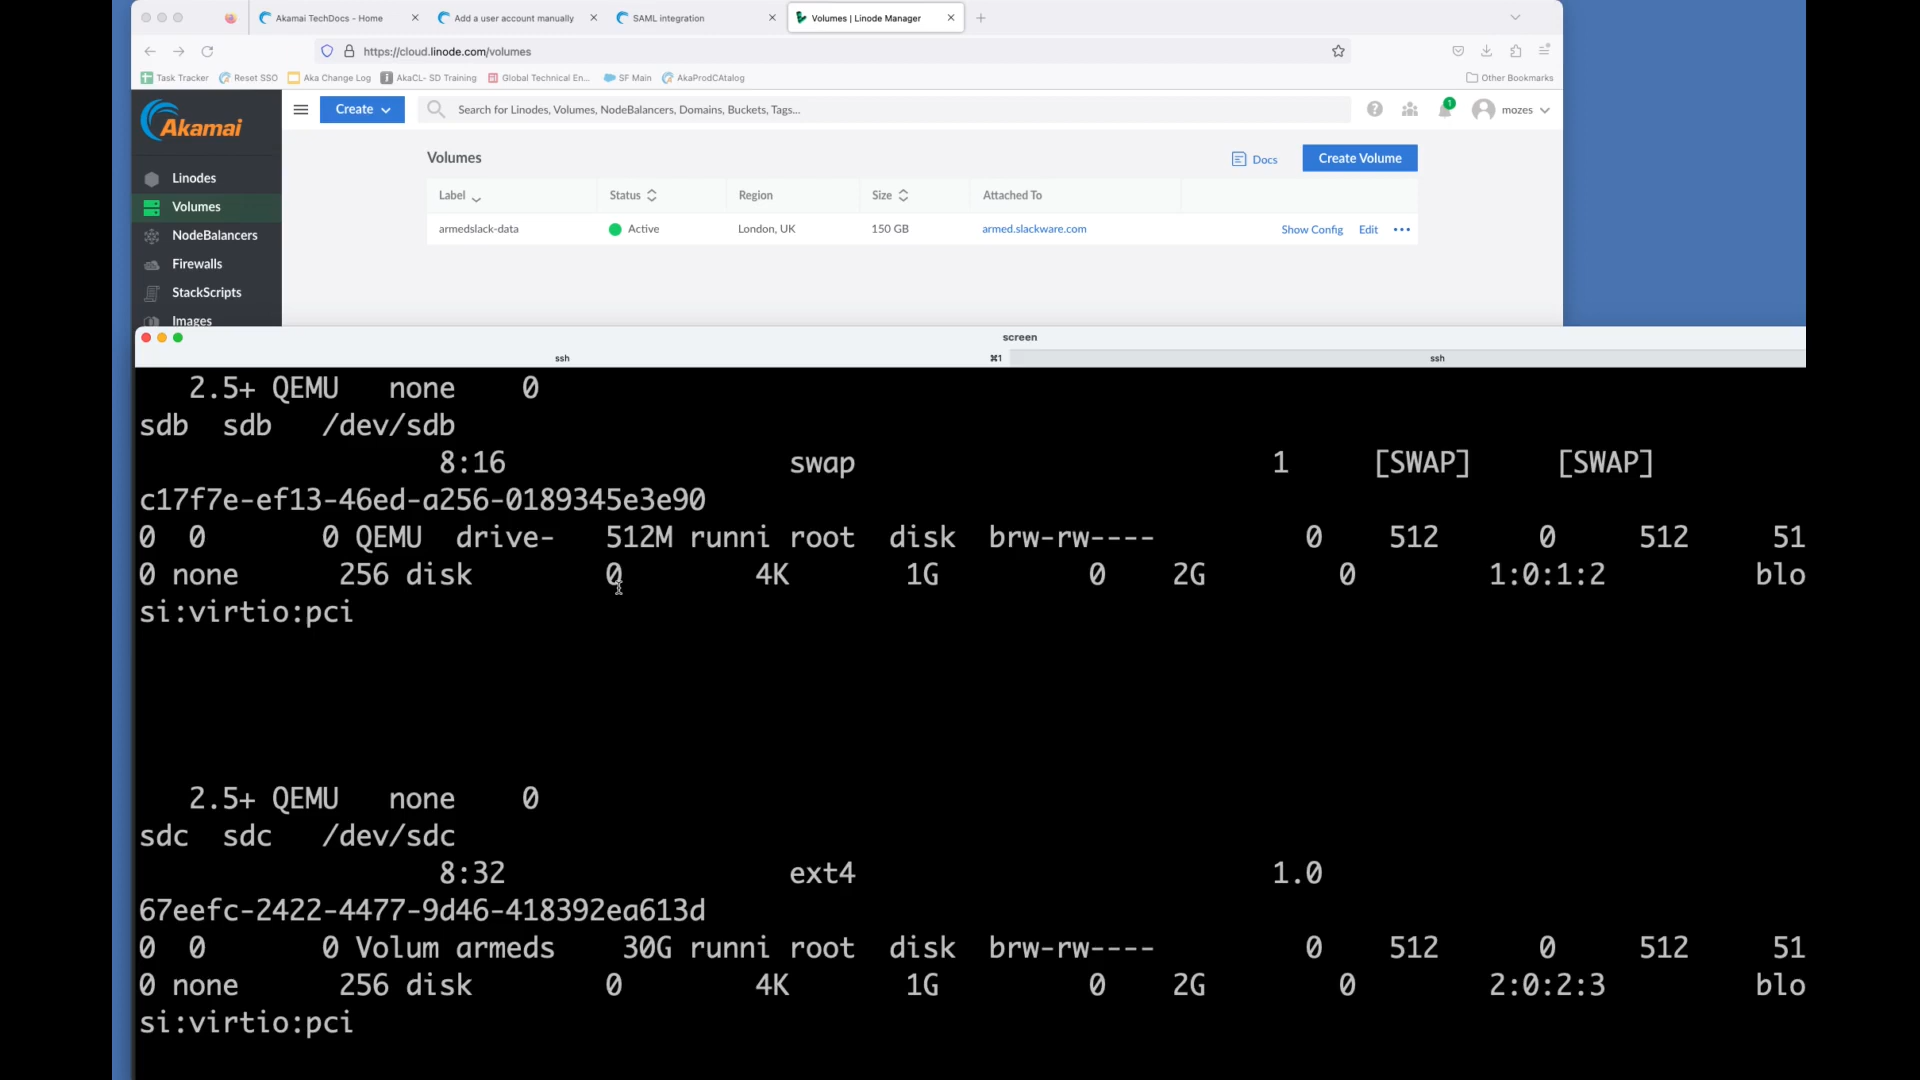 Akamai TechDocs - Home
Add a user account manually
SAML integration
Volumes | Linode Manager
https://cloud.linode.com/volumes
Task Tracker Reset SSO Aka Change Log AkaCL- SD Training Global Technical En... SF Main AkaProdCAtalog Other Bookmarks
Akamai
Create
Search for Linodes, Volumes, NodeBalancers, Domains, Buckets, Tags...
1
mozes
Linodes
Volumes
NodeBalancers
Firewalls
StackScripts
Images
Volumes
Docs
Create Volume
Label Status Region Size Attached To
armedslack-data Active London, UK 150 GB armed.slackware.com Show Config Edit
screen
ssh ⌘1 ssh
2.5+ QEMU none 0
sdb sdb /dev/sdb
8:16 swap 1 [SWAP] [SWAP]
c17f7e-ef13-46ed-a256-0189345e3e90
0 0 0 QEMU drive- 512M runni root disk brw-rw---- 0 512 0 512 51
0 none 256 disk 0 4K 1G 0 2G 0 1:0:1:2 blo
si:virtio:pci
2.5+ QEMU none 0
sdc sdc /dev/sdc
8:32 ext4 1.0
67eefc-2422-4477-9d46-418392ea613d
0 0 0 Volum armeds 30G runni root disk brw-rw---- 0 512 0 512 51
0 none 256 disk 0 4K 1G 0 2G 0 2:0:2:3 blo
si:virtio:pci